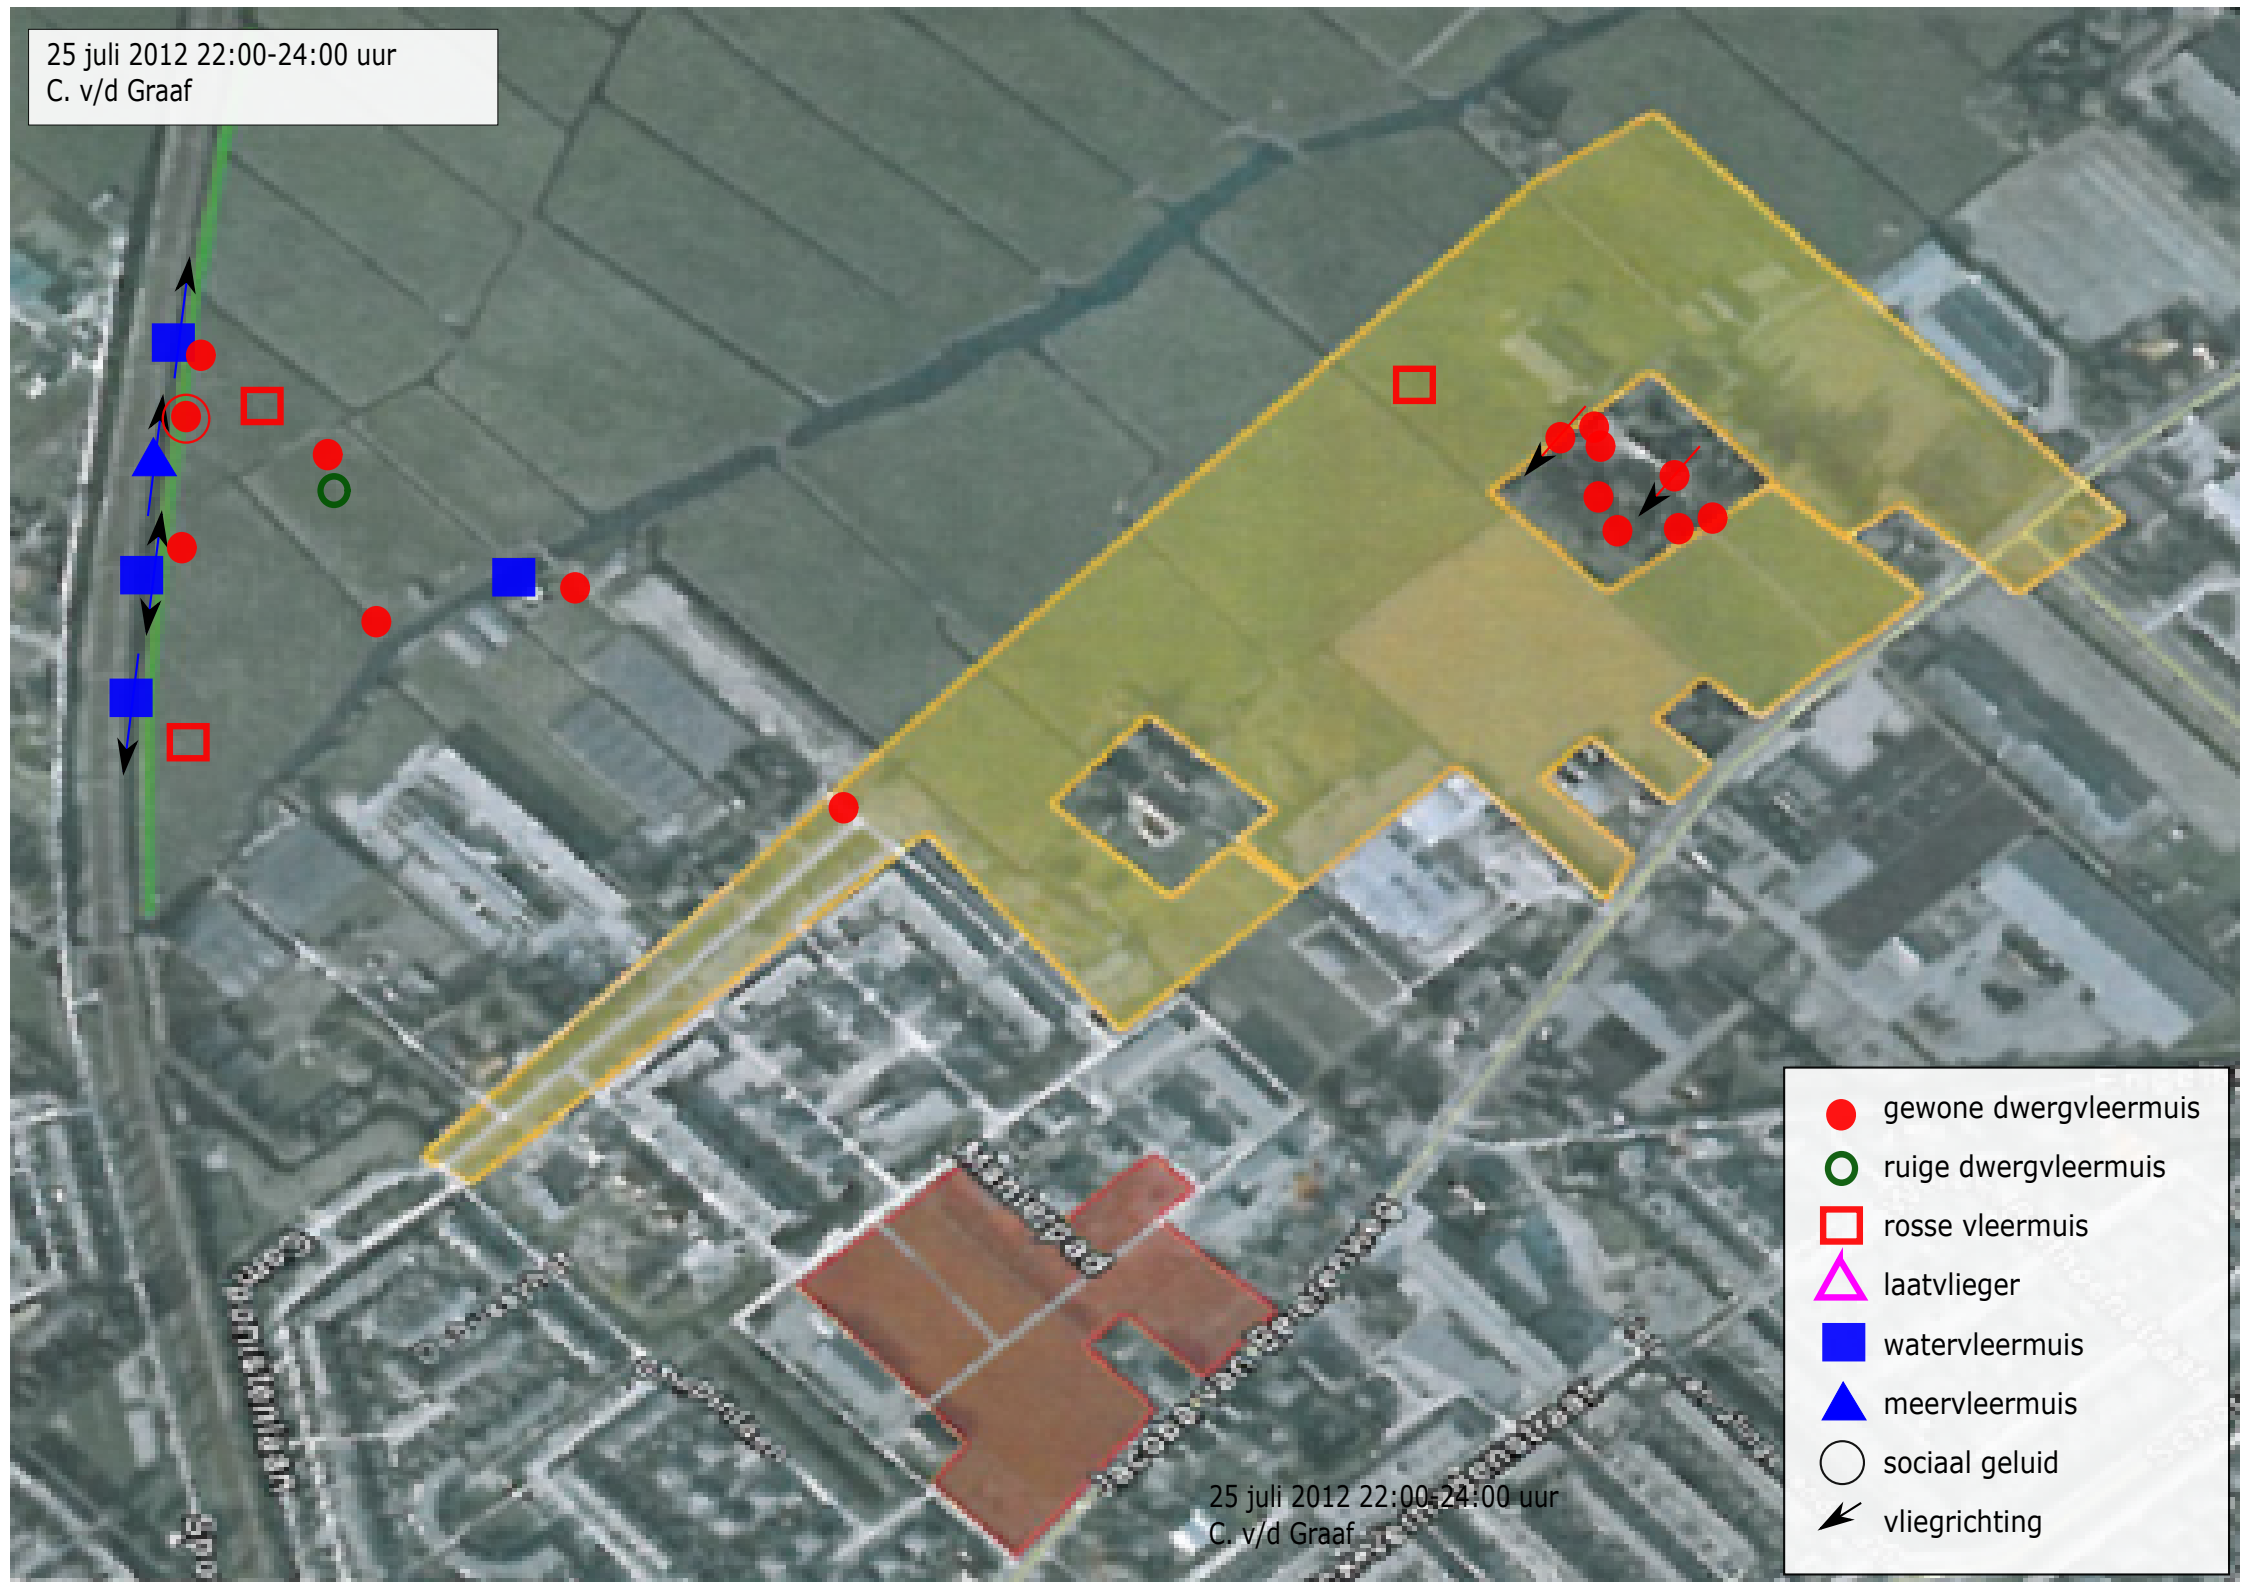 25 juli 2012 22:00-24:00 uur
C. v/d Graaf
gewone dwergvleermuis
ruige dwergvleermuis
rosse vleermuis
laatvlieger
watervleermuis
meervleermuis
sociaal geluid
vliegrichting
25 juli 2012 22:00-24:00 uur
C. v/d Graaf